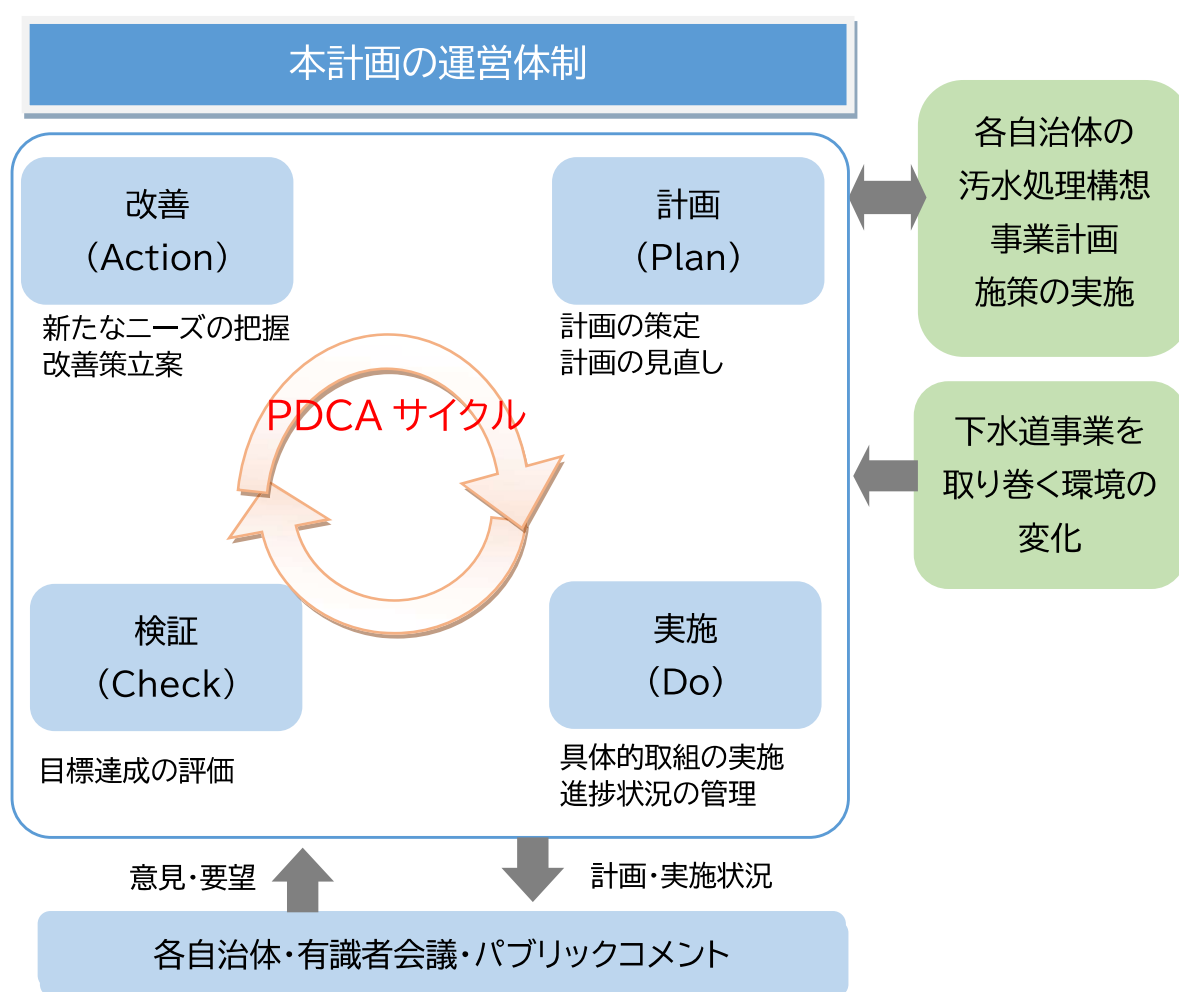 本計画の運営体制
改善
（Action）
新たなニーズの把握
改善策立案
計画
（Plan）
計画の策定
計画の見直し
PDCA サイクル
検証
（Check）
目標達成の評価
実施
（Do）
具体的取組の実施
進捗状況の管理
各自治体の
汚水処理構想
事業計画
施策の実施
下水道事業を
取り巻く環境の
変化
意見・要望
計画・実施状況
各自治体・有識者会議・パブリックコメント